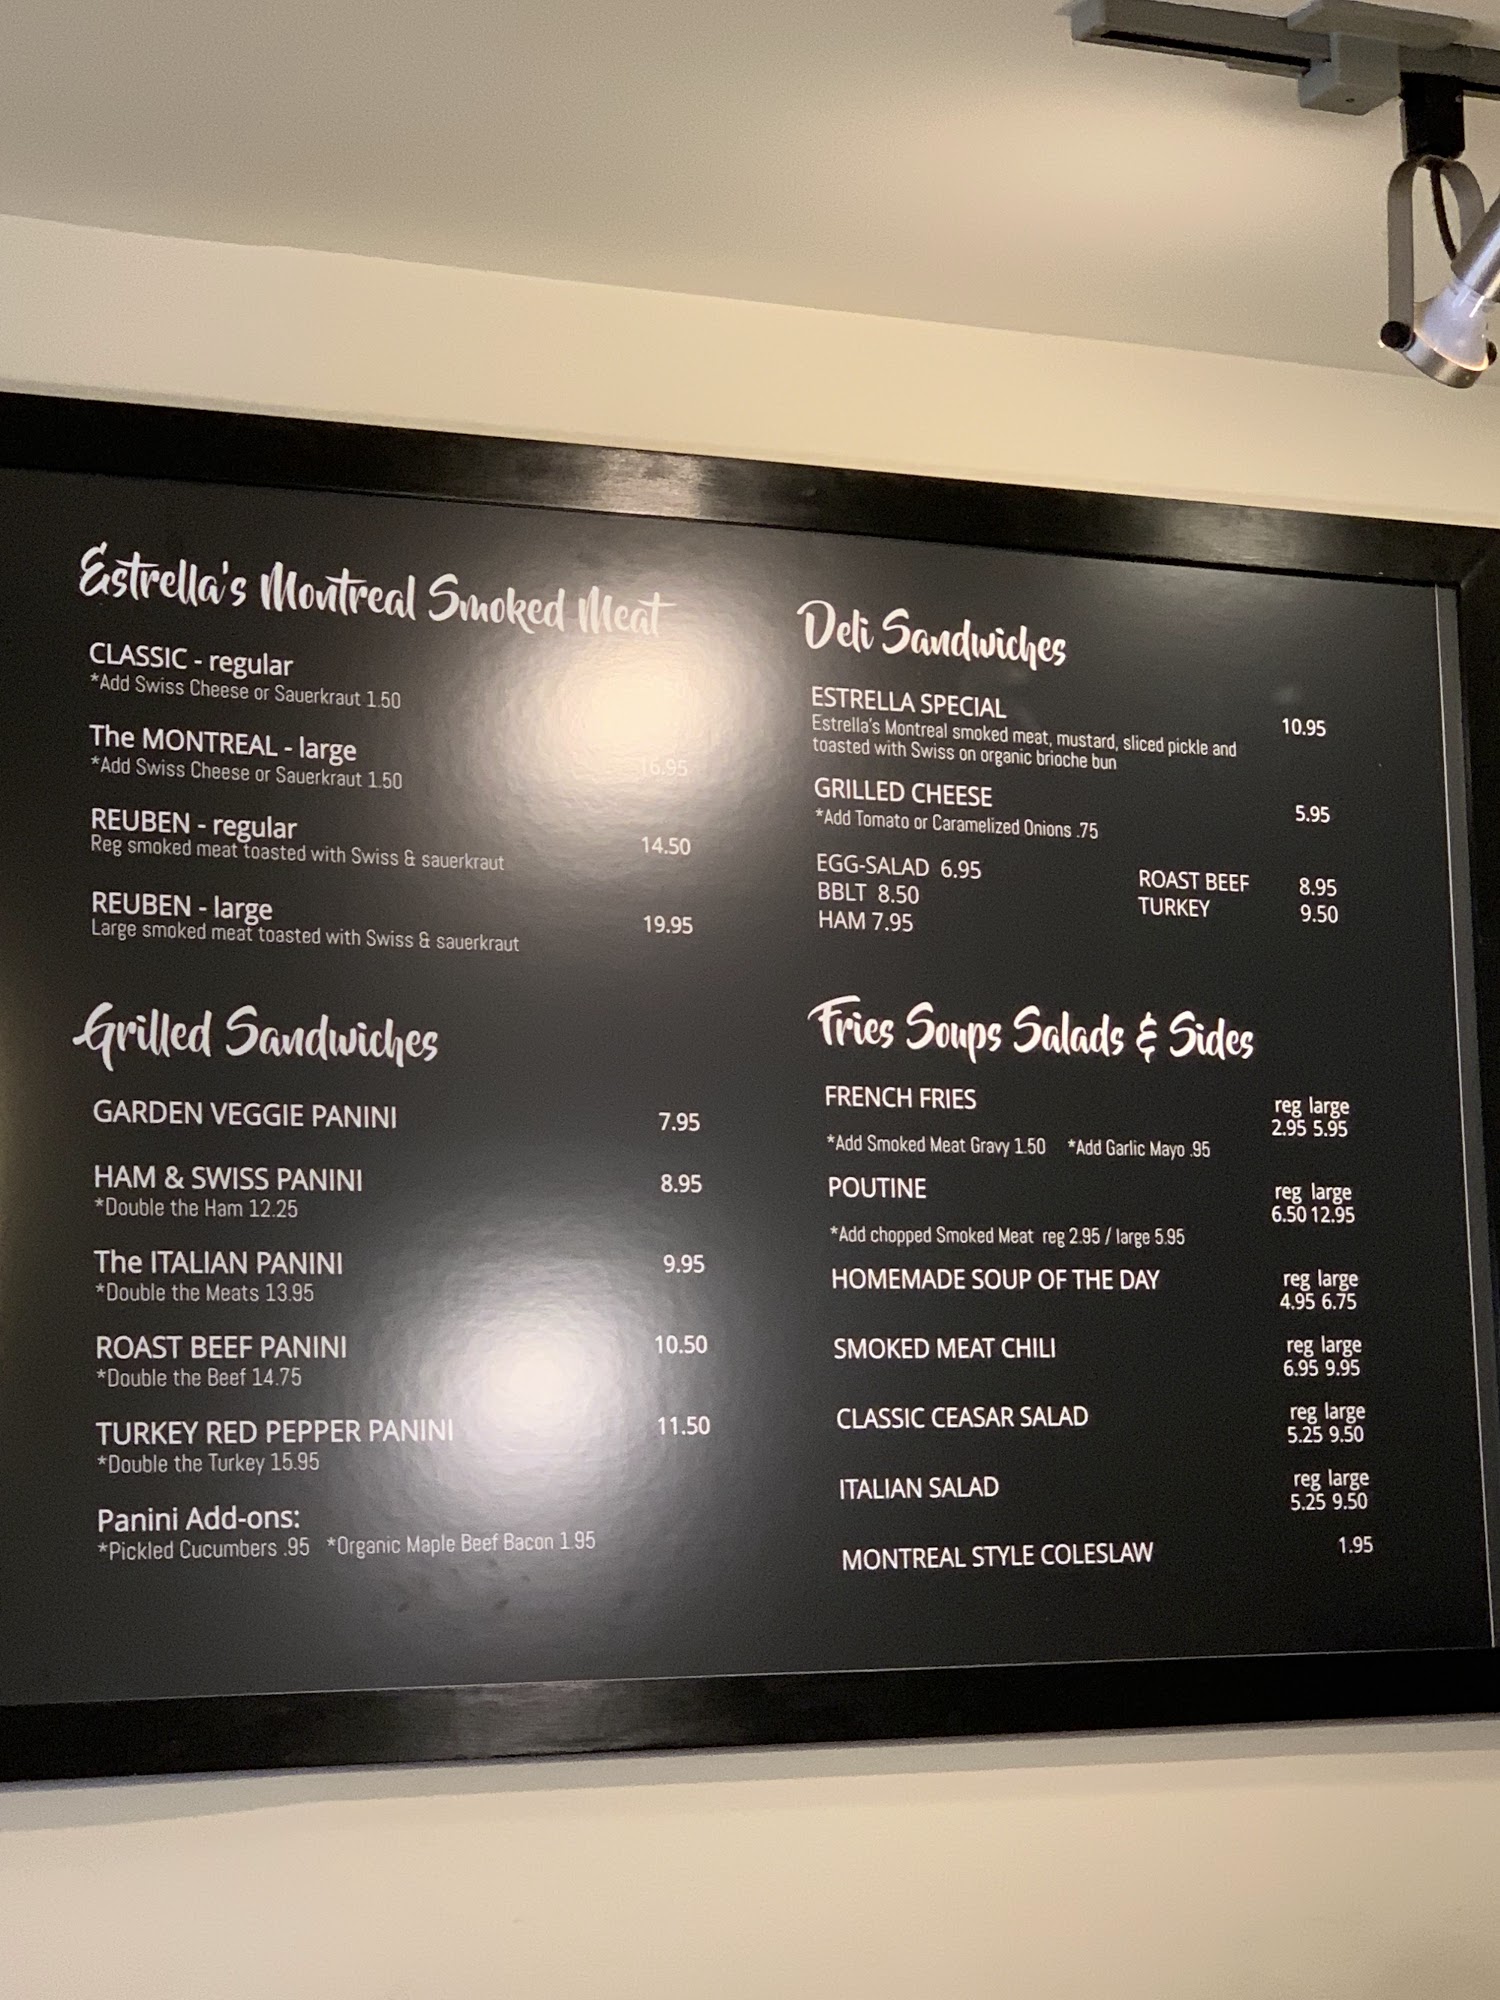 Estrella's Montreal Smoked Meat
CLASSIC - regular
*Add Swiss Cheese or Sauerkraut 1.50
The MONTREAL - large
*Add Swiss Cheese or Sauerkraut 1.50
16.95
REUBEN - regular
Reg smoked meat toasted with Swiss & sauerkraut
14.50
REUBEN - large
Large smoked meat toasted with Swiss & sauerkraut
19.95
Grilled Sandwiches
GARDEN VEGGIE PANINI 7.95
HAM & SWISS PANINI 8.95
*Double the Ham 12.25
The ITALIAN PANINI 9.95
*Double the Meats 13.95
ROAST BEEF PANINI 10.50
*Double the Beef 14.75
TURKEY RED PEPPER PANINI 11.50
*Double the Turkey 15.95
Panini Add-ons:
*Pickled Cucumbers .95 *Organic Maple Beef Bacon 1.95
Deli Sandwiches
ESTRELLA SPECIAL 10.95
Estrella's Montreal smoked meat, mustard, sliced pickle and
toasted with Swiss on organic brioche bun
GRILLED CHEESE 5.95
*Add Tomato or Caramelized Onions .75
EGG-SALAD 6.95
BBLT 8.50
HAM 7.95
ROAST BEEF 8.95
TURKEY 9.50
Fries Soups Salads & Sides
FRENCH FRIES reg large
2.95 5.95
*Add Smoked Meat Gravy 1.50 *Add Garlic Mayo .95
POUTINE reg large
6.50 12.95
*Add chopped Smoked Meat reg 2.95 / large 5.95
HOMEMADE SOUP OF THE DAY reg large
4.95 6.75
SMOKED MEAT CHILI reg large
6.95 9.95
CLASSIC CEASAR SALAD reg large
5.25 9.50
ITALIAN SALAD reg large
5.25 9.50
MONTREAL STYLE COLESLAW 1.95